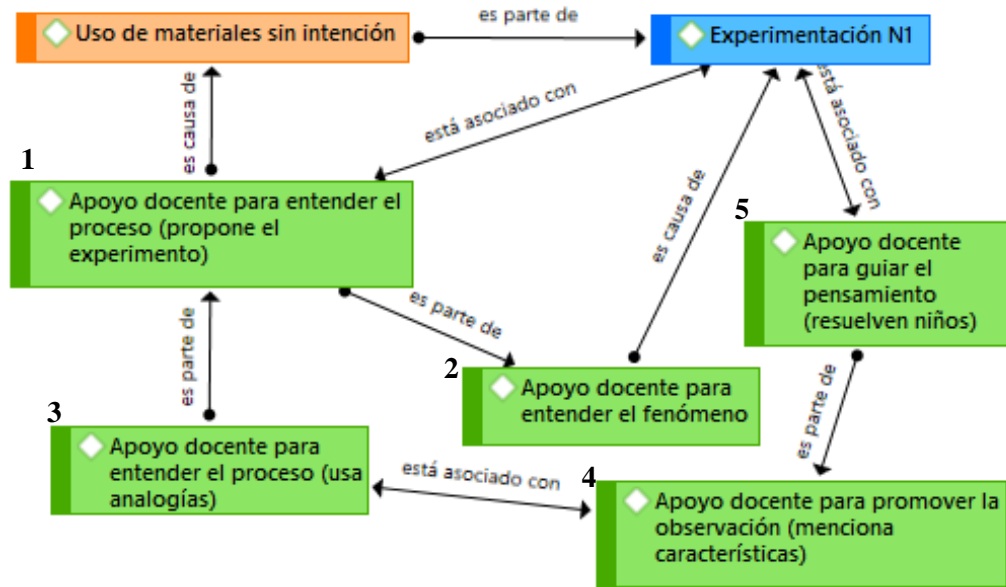 es parte de
Uso de materiales sin intención
Experimentación N1
es causa de
está asociado con
está asociado con
1
Apoyo docente para entender el
proceso (propone el
experimento)
es causa de
5
Apoyo docente
para guiar el
pensamiento
(resuelven niños)
es parte de
es parte de
2
Apoyo docente para
entender el fenómeno
es parte de
3
Apoyo docente para
entender el proceso (usa
analogías)
está asociado con
4
Apoyo docente para promover la
observación (menciona
características)